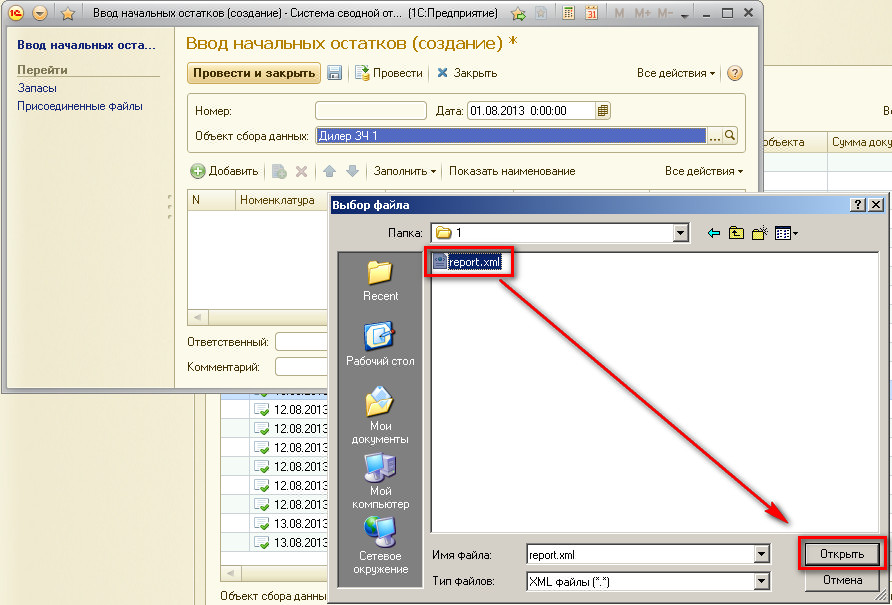 Ввод начальных остатков (создание) - Система сводной от... (1С:Предприятие)
M M+ M-
Ввод начальных оста...
Перейти
Запасы
Присоединенные файлы
Ввод начальных остатков (создание) *
Провести и закрыть Провести Закрыть Все действия
Номер: Дата: 01.08.2013 0:00:00
Объект сбора данных: Дилер ЗЧ 1 ...
Добавить Заполнить Показать наименование Все действия
N Номенклатура
Ответственный:
Комментарий:
объекта Сумма доку
Выбор файла
Папка: 1
report.xml
Recent
Рабочий стол
Мои
документы
Мой
компьютер
Сетевое
окружение
Имя файла: report.xml Открыть
Тип файлов: XML файлы (*.*) Отмена
12.08.2013
12.08.2013
12.08.2013
12.08.2013
12.08.2013
12.08.2013
13.08.2013
13.08.2013
Объект сбора данны